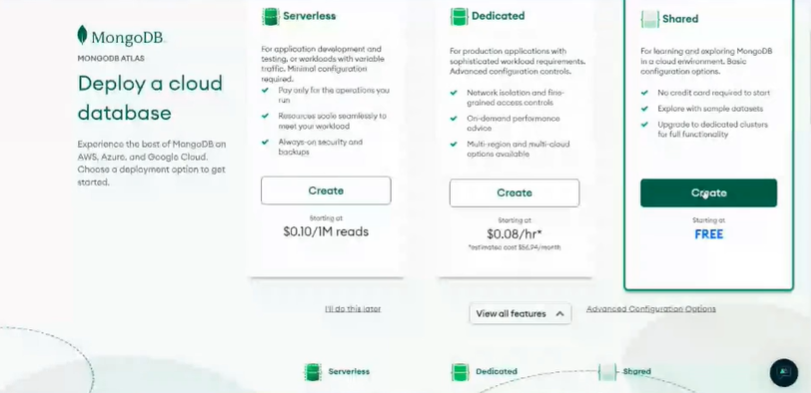 MongoDB.
MONGODB ATLAS
Deploy a cloud
database
Experience the best of MongoDB on
AWS, Azure, and Google Cloud.
Choose a deployment option to get
started.
Serverless
For application development and
testing, or workloads with variable
traffic. Minimal configuration
required.
Pay only for the operations you
run
Resources scale seamlessly to
meet your workload
Always-on security and
backups
Create
Starting at
$0.10/1M reads
Dedicated
For production applications with
sophisticated workload requirements.
Advanced configuration controls.
Network isolation and fine-
grained access controls
On-demand performance
advice
Multi-region and multi-cloud
options available
Create
Starting at
$0.08/hr*
*estimated cost /month
Shared
For learning and exploring MongoDB
in a cloud environment. Basic
configuration options.
No credit card required to start
Explore with sample datasets
Upgrade to dedicated clusters
for full functionality
Create
Starting at
FREE
I'll do this later
View all features
Advanced Configuration Options
Serverless
Dedicated
Shared